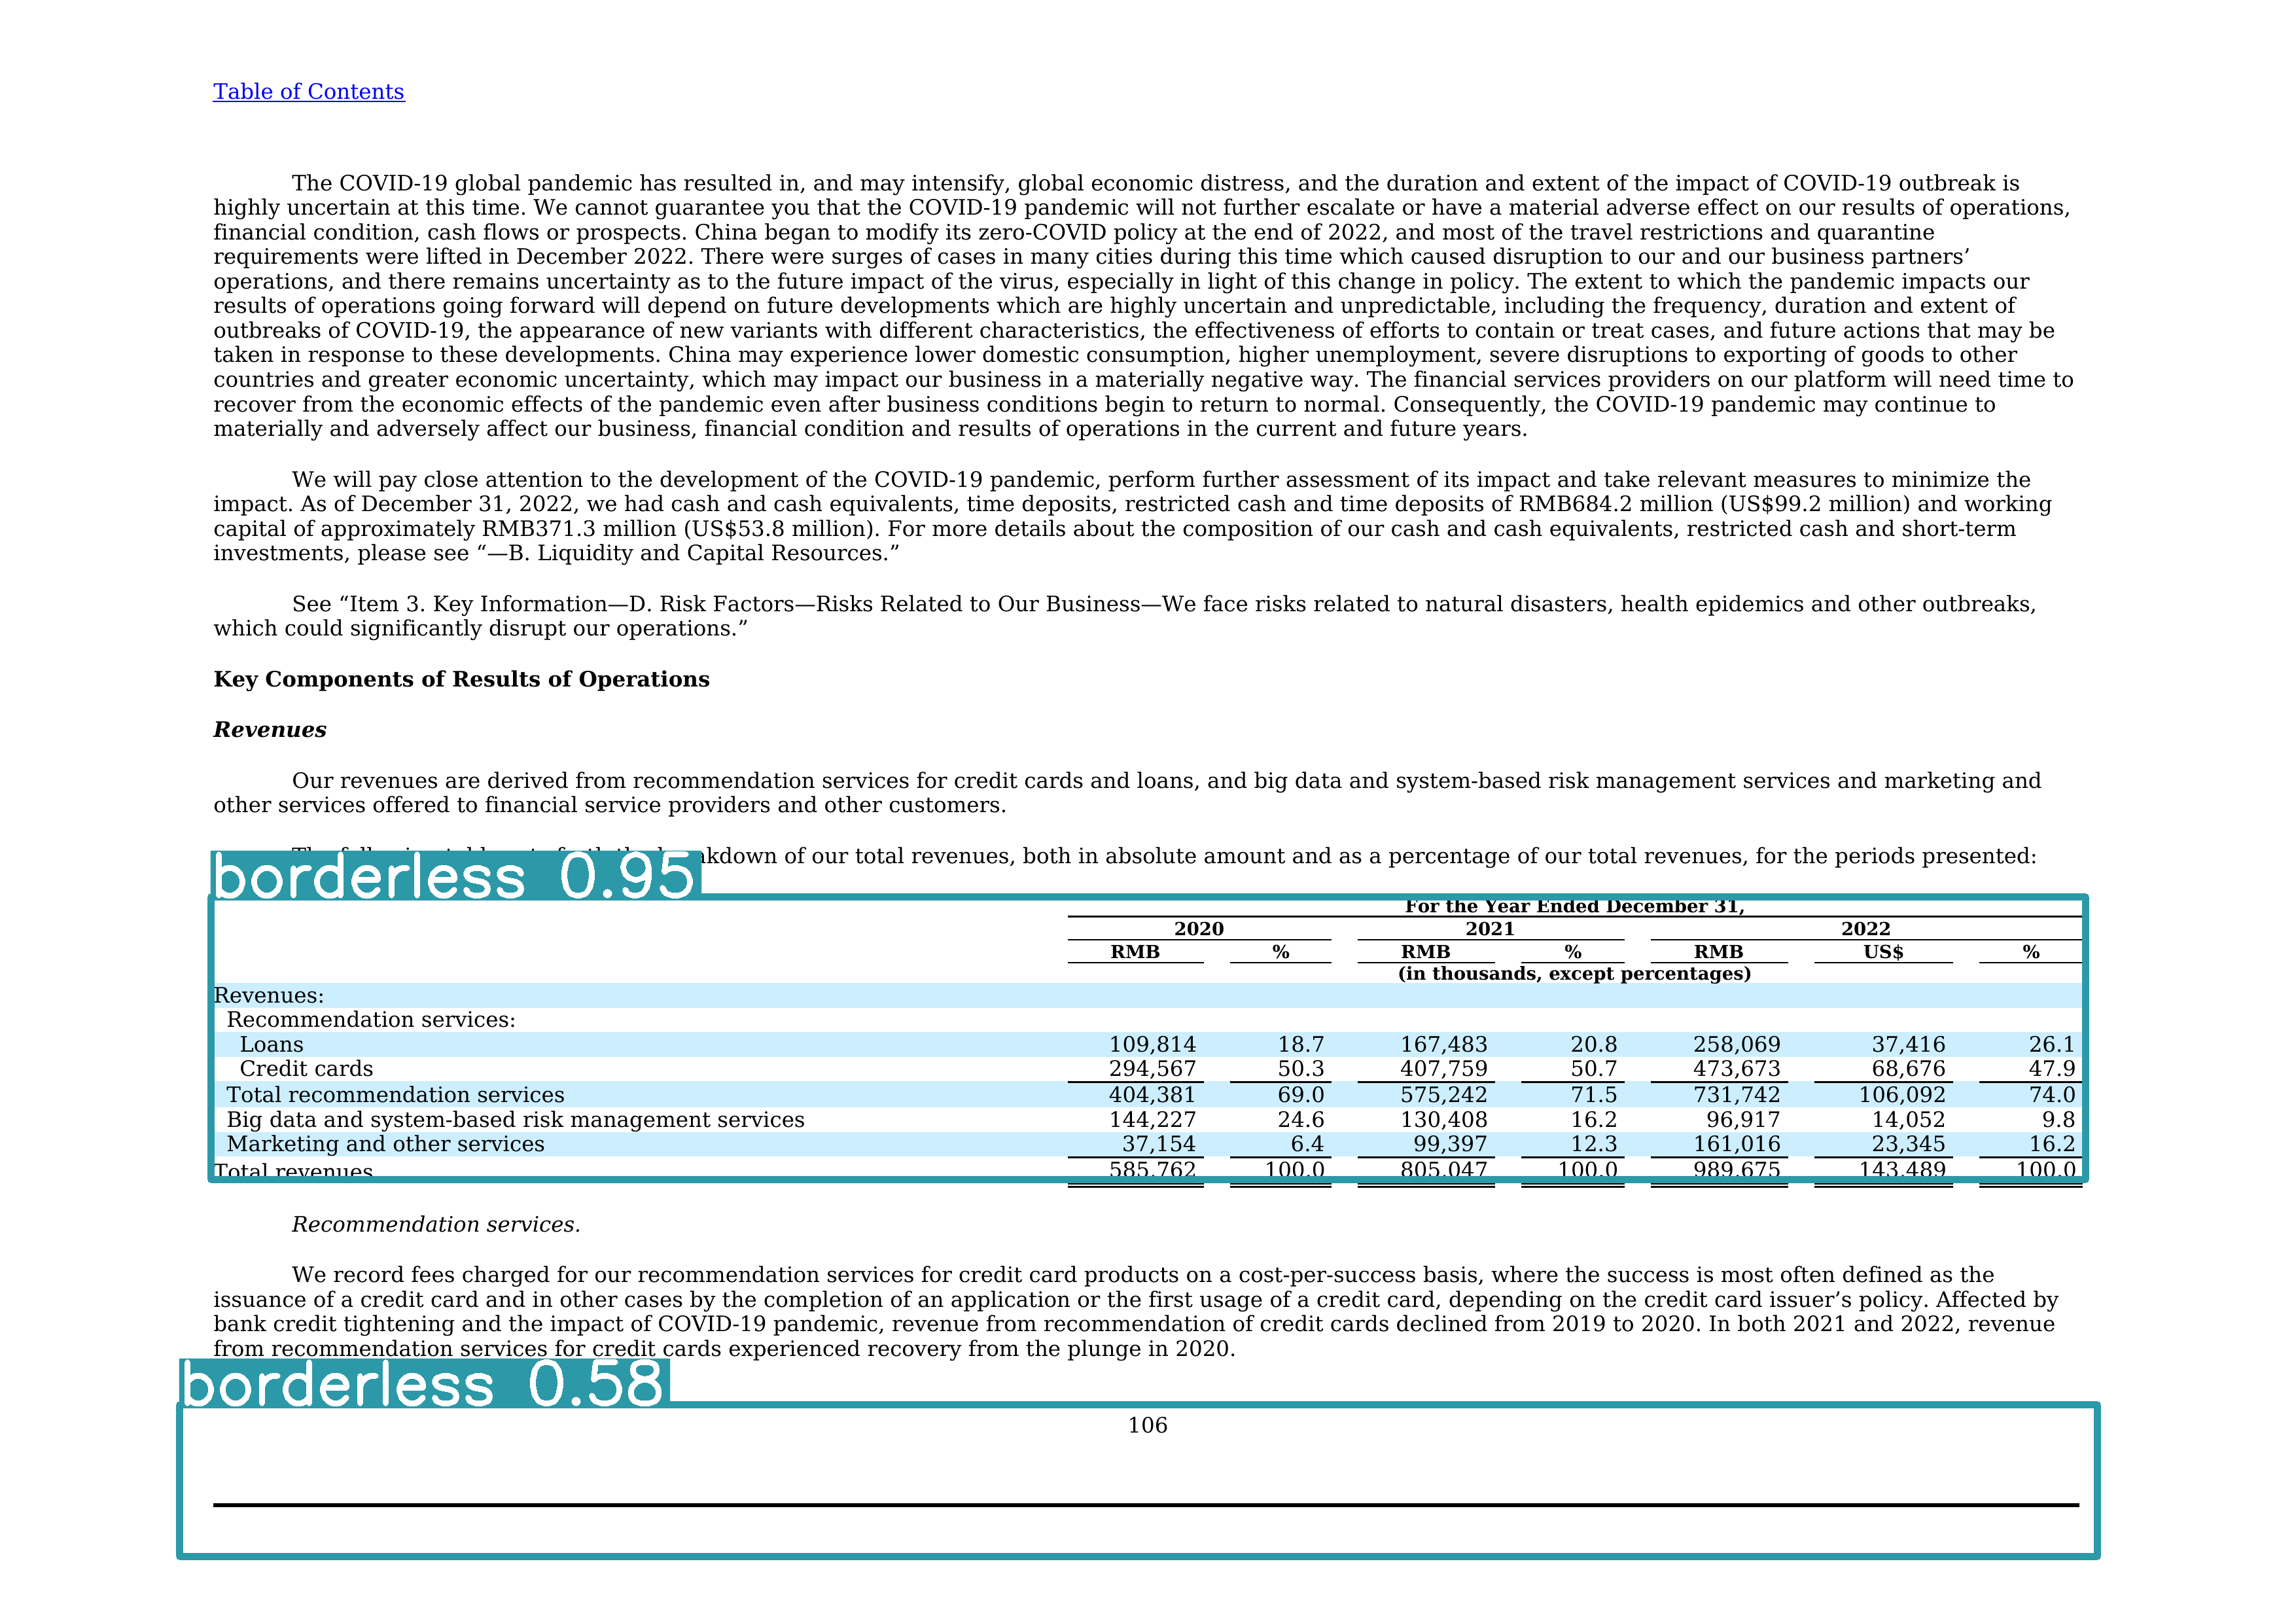 Table of Contents
The COVID-19 global pandemic has resulted in, and may intensify, global economic distress, and the duration and extent of the impact of COVID-19 outbreak is
highly uncertain at this time. We cannot guarantee you that the COVID-19 pandemic will not further escalate or have a material adverse effect on our results of operations,
financial condition, cash flows or prospects. China began to modify its zero-COVID policy at the end of 2022, and most of the travel restrictions and quarantine
requirements were lifted in December 2022. There were surges of cases in many cities during this time which caused disruption to our and our business partners’
operations, and there remains uncertainty as to the future impact of the virus, especially in light of this change in policy. The extent to which the pandemic impacts our
results of operations going forward will depend on future developments which are highly uncertain and unpredictable, including the frequency, duration and extent of
outbreaks of COVID-19, the appearance of new variants with different characteristics, the effectiveness of efforts to contain or treat cases, and future actions that may be
taken in response to these developments. China may experience lower domestic consumption, higher unemployment, severe disruptions to exporting of goods to other
countries and greater economic uncertainty, which may impact our business in a materially negative way. The financial services providers on our platform will need time to
recover from the economic effects of the pandemic even after business conditions begin to return to normal. Consequently, the COVID-19 pandemic may continue to
materially and adversely affect our business, financial condition and results of operations in the current and future years.
We will pay close attention to the development of the COVID-19 pandemic, perform further assessment of its impact and take relevant measures to minimize the
impact. As of December 31, 2022, we had cash and cash equivalents, time deposits, restricted cash and time deposits of RMB684.2 million (US$99.2 million) and working
capital of approximately RMB371.3 million (US$53.8 million). For more details about the composition of our cash and cash equivalents, restricted cash and short-term
investments, please see “—B. Liquidity and Capital Resources.”
See “Item 3. Key Information—D. Risk Factors—Risks Related to Our Business—We face risks related to natural disasters, health epidemics and other outbreaks,
which could significantly disrupt our operations.”
Key Components of Results of Operations
Revenues
Our revenues are derived from recommendation services for credit cards and loans, and big data and system-based risk management services and marketing and
other services offered to financial service providers and other customers.
akdown of our total revenues, both in absolute amount and as a percentage of our total revenues, for the periods presented:
borderless 0.95
For the Year Ended December 31,
2020 2021 2022
RMB % RMB % RMB US$ %
(in thousands, except percentages)
Revenues:
Recommendation services:
Loans 109,814 18.7 167,483 20.8 258,069 37,416 26.1
Credit cards 294,567 50.3 407,759 50.7 473,673 68,676 47.9
Total recommendation services 404,381 69.0 575,242 71.5 731,742 106,092 74.0
Big data and system-based risk management services 144,227 24.6 130,408 16.2 96,917 14,052 9.8
Marketing and other services 37,154 6.4 99,397 12.3 161,016 23,345 16.2
Total revenues 585,762 100.0 805,047 100.0 989,675 143,489 100.0
Recommendation services.
We record fees charged for our recommendation services for credit card products on a cost-per-success basis, where the success is most often defined as the
issuance of a credit card and in other cases by the completion of an application or the first usage of a credit card, depending on the credit card issuer’s policy. Affected by
bank credit tightening and the impact of COVID-19 pandemic, revenue from recommendation of credit cards declined from 2019 to 2020. In both 2021 and 2022, revenue
from recommendation services for credit cards experienced recovery from the plunge in 2020.
borderless 0.58
106